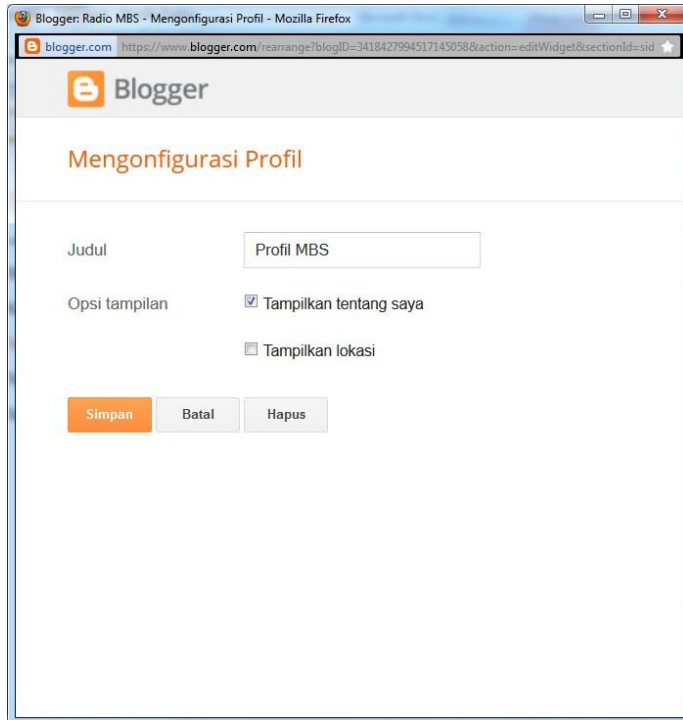 Blogger: Radio MBS - Mengonfigurasi Profil - Mozilla Firefox
blogger.com https://www.blogger.com/rearrange?blogID=3418427994517145058&action=editWidget&sectionId=sid
Blogger
Mengonfigurasi Profil
Judul Profil MBS
Opsi tampilan Tampilkan tentang saya
Tampilkan lokasi
Simpan Batal Hapus